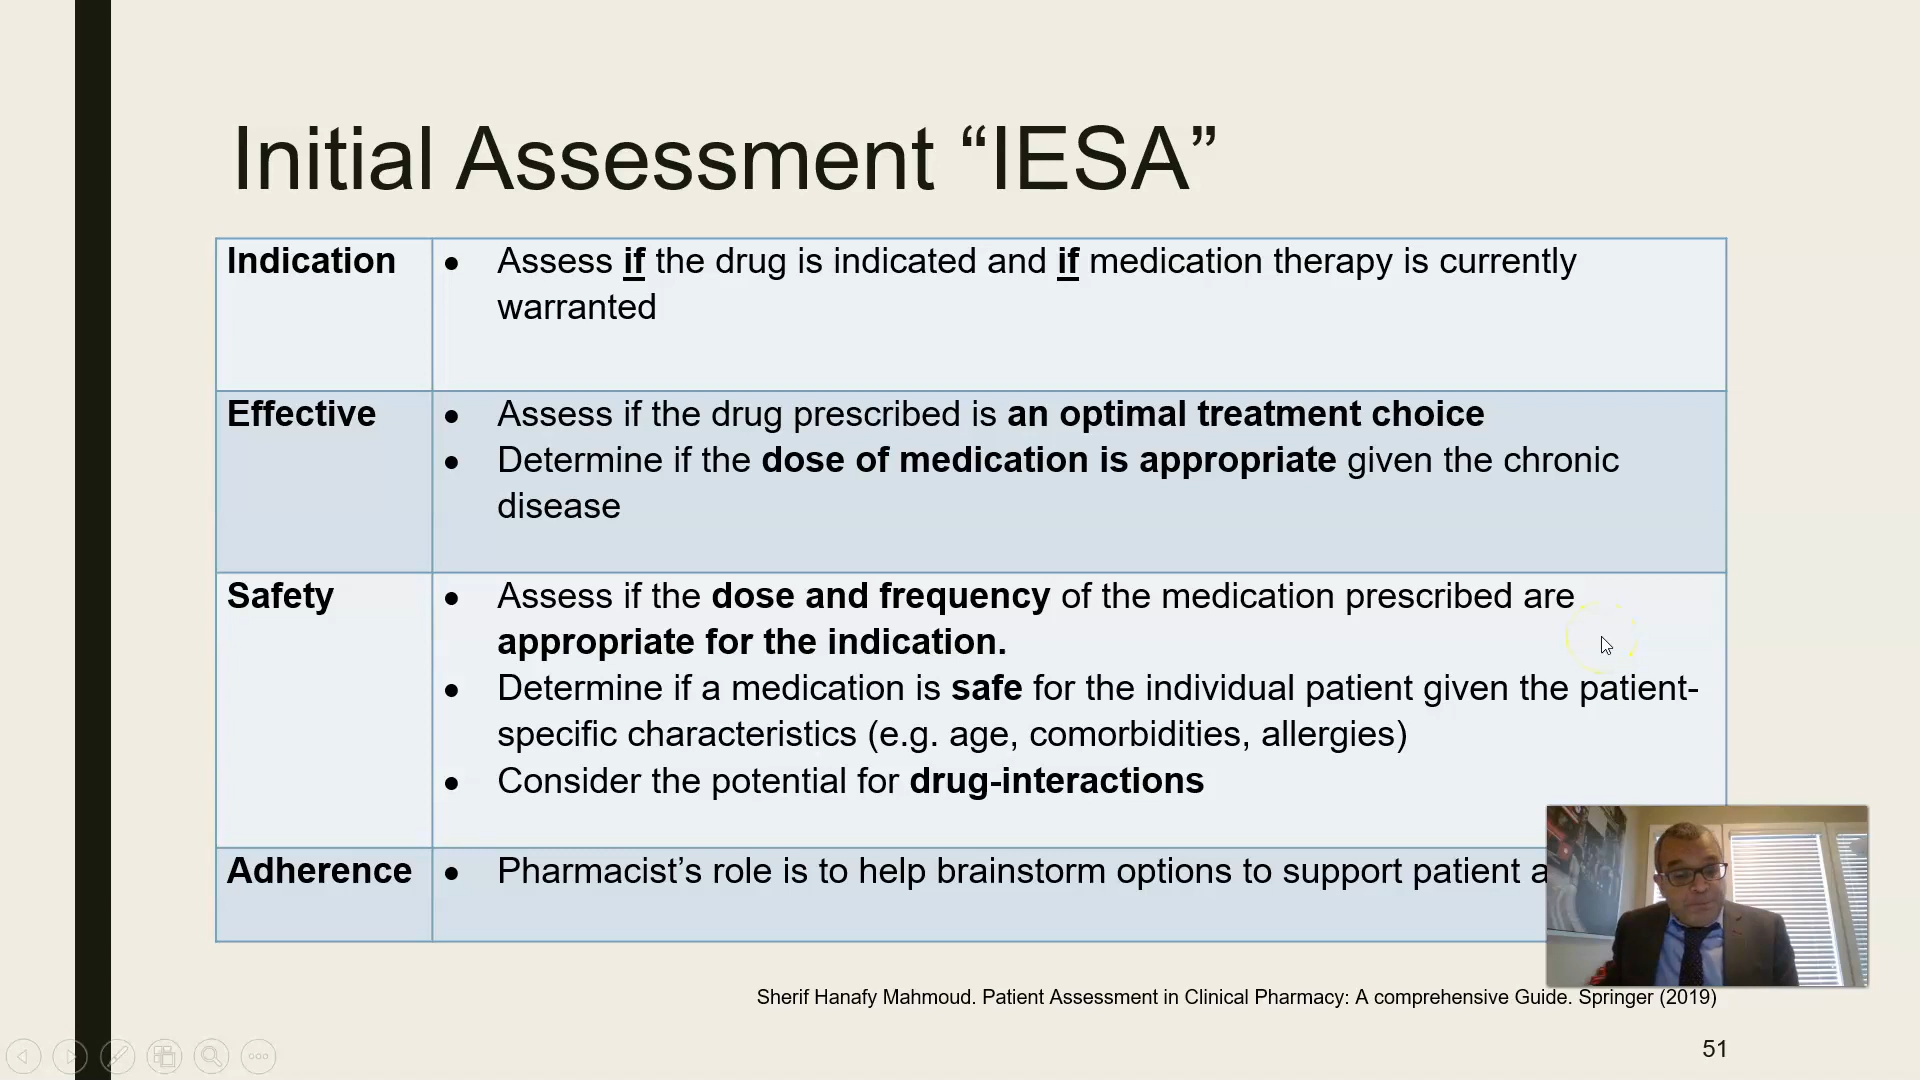 Initial Assessment “IESA”
Indication
• Assess if the drug is indicated and if medication therapy is currently
warranted
Effective
• Assess if the drug prescribed is an optimal treatment choice
• Determine if the dose of medication is appropriate given the chronic
disease
Safety
• Assess if the dose and frequency of the medication prescribed are
appropriate for the indication.
• Determine if a medication is safe for the individual patient given the patient-
specific characteristics (e.g. age, comorbidities, allergies)
• Consider the potential for drug-interactions
Adherence
• Pharmacist’s role is to help brainstorm options to support patient
Sherif Hanafy Mahmoud. Patient Assessment in Clinical Pharmacy: A comprehensive Guide. Springer (2019)
51